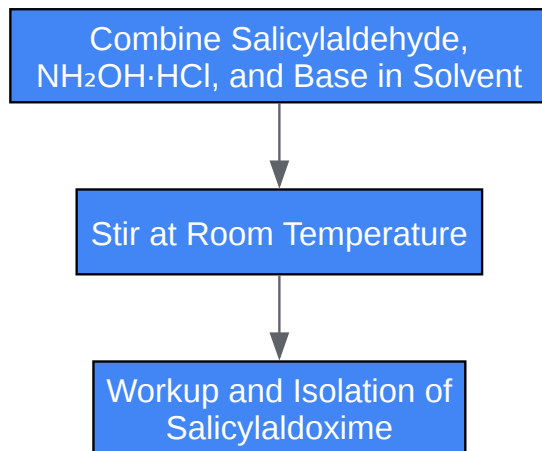 Combine Salicylaldehyde,
NH₂OH·HCl, and Base in Solvent
Stir at Room Temperature
Workup and Isolation of
Salicylaldoxime